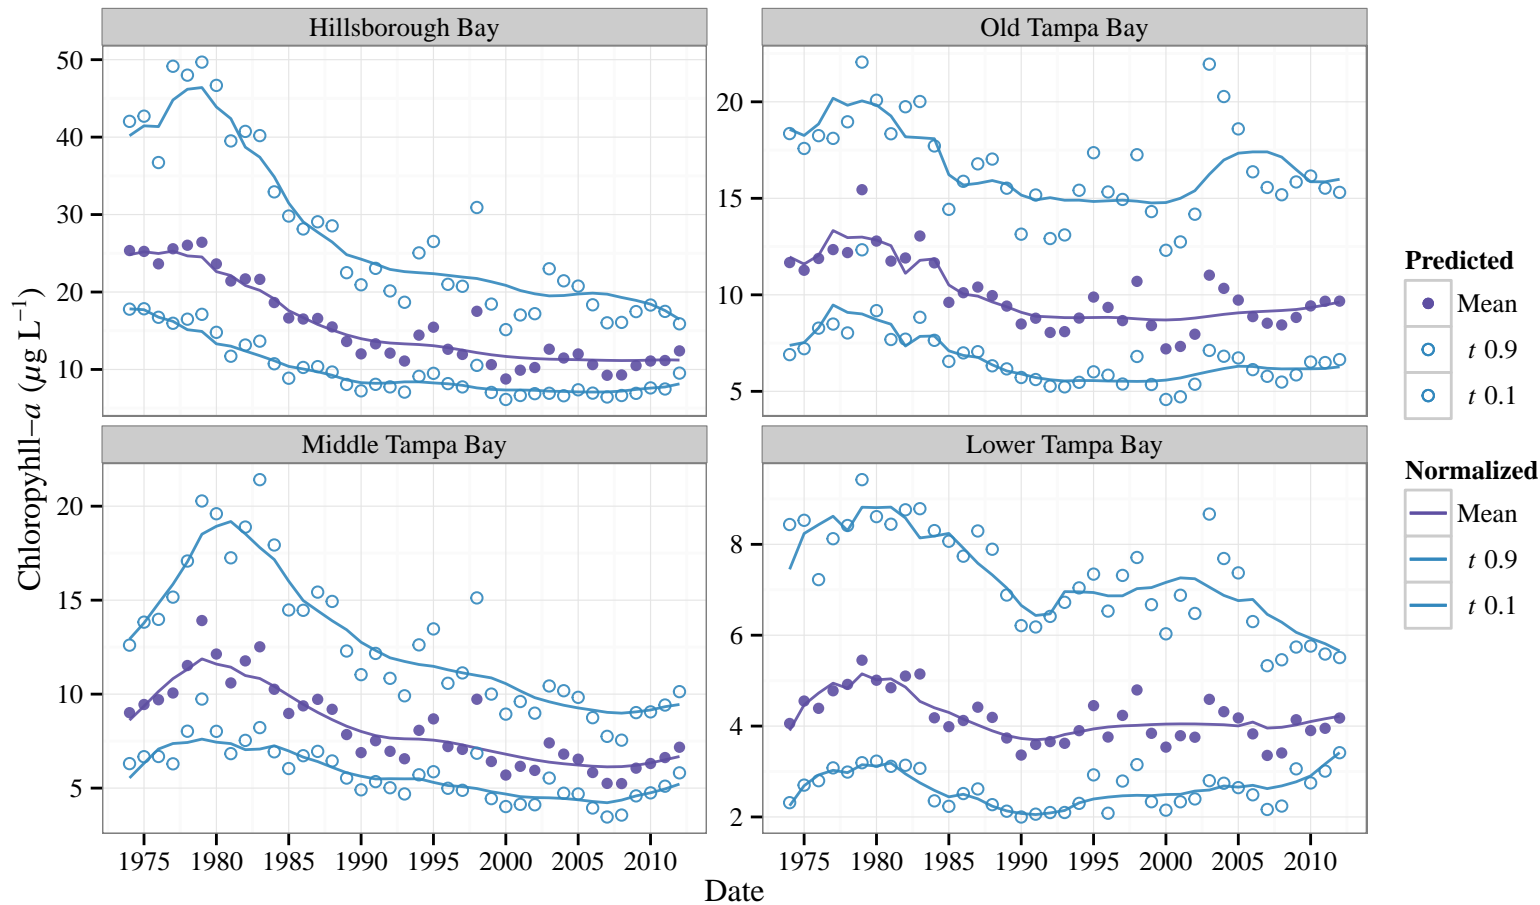 Hillsborough Bay
Old Tampa Bay
50
40
30
20
10
20
15
10
5
Middle Tampa Bay
Lower Tampa Bay
20
15
10
5
8
6
4
2
1975 1980 1985 1990 1995 2000 2005 2010
1975 1980 1985 1990 1995 2000 2005 2010
Date
Chloropyhll−a (μg L⁻¹)
Predicted
Mean
t 0.9
t 0.1
Normalized
Mean
t 0.9
t 0.1